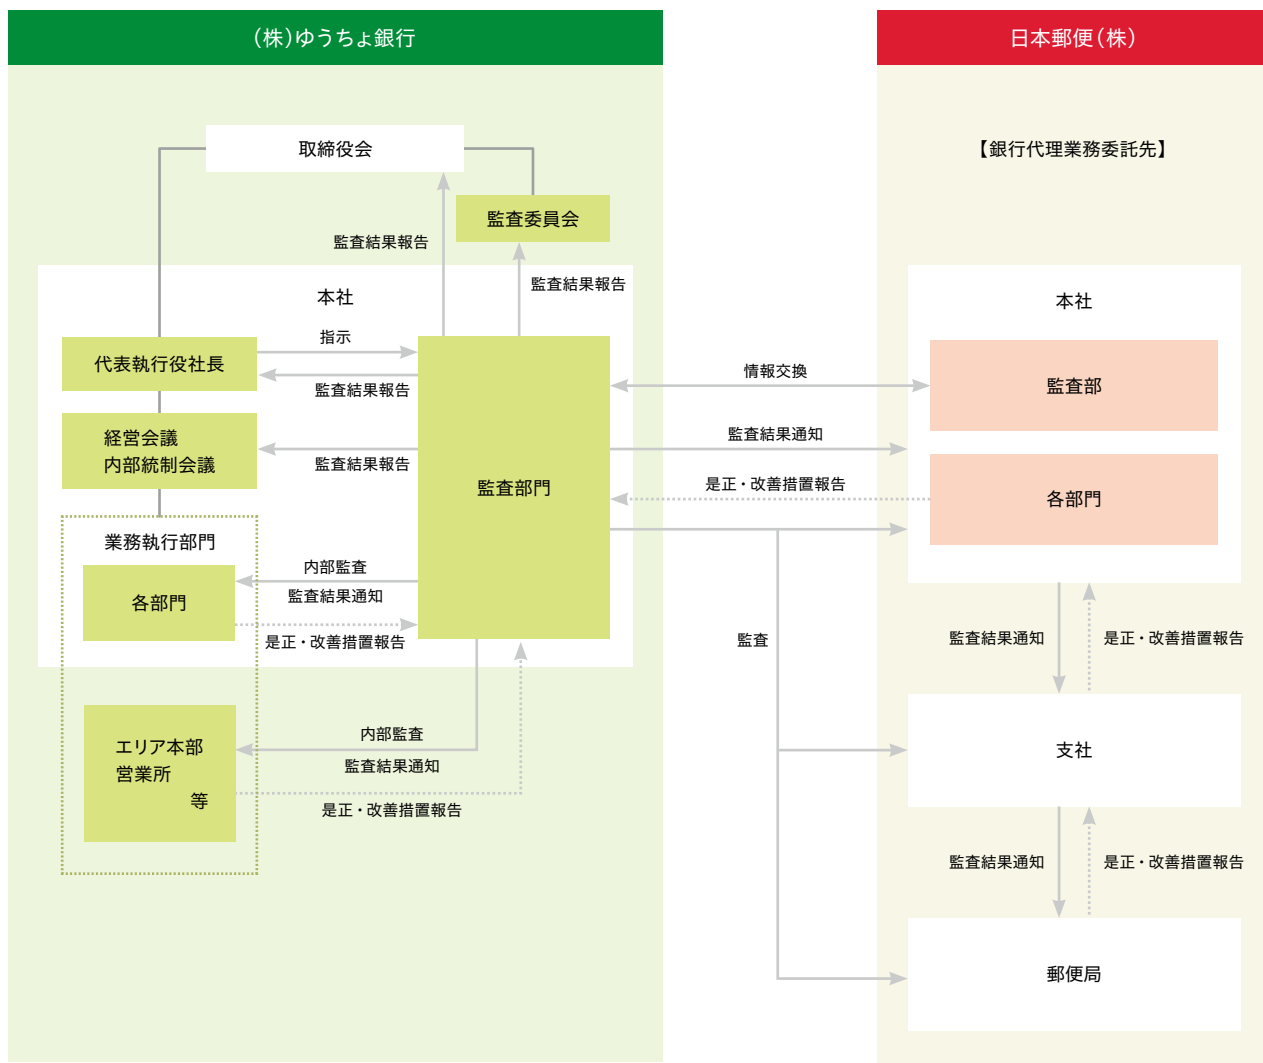 (株)ゆうちょ銀行
取締役会
監査委員会
監査結果報告
監査結果報告
本社
代表執行役社長
指示
監査結果報告
経営会議
内部統制会議
監査結果報告
監査部門
業務執行部門
各部門
内部監査
監査結果通知
是正・改善措置報告
エリア本部
営業所
等
内部監査
監査結果通知
是正・改善措置報告
情報交換
監査結果通知
是正・改善措置報告
監査
日本郵便(株)
【銀行代理業務委託先】
本社
監査部
各部門
監査結果通知
是正・改善措置報告
支社
監査結果通知
是正・改善措置報告
郵便局